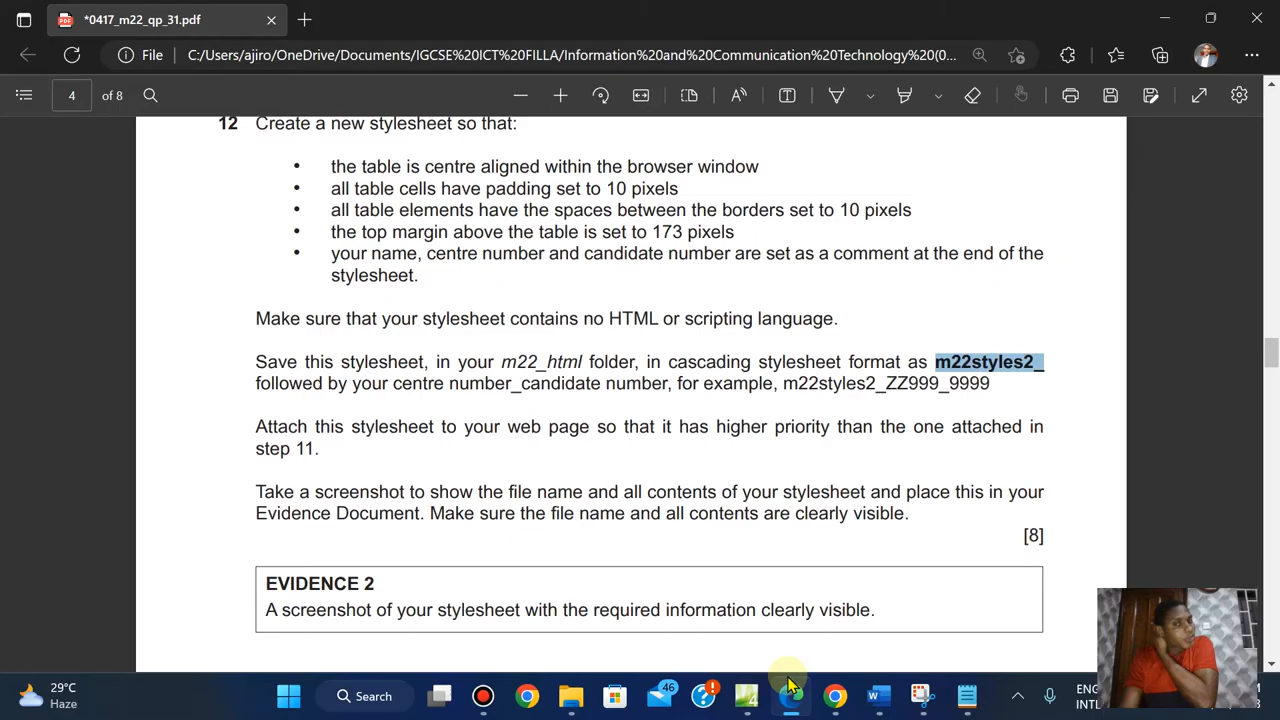 *0417_m22_qp_31.pdf
File
C:/Users/ajiro/OneDrive/Documents/IGCSE%20ICT%20FILLA/Information%20and%20Communication%20Technology%20(0...
4 of 8
12 Create a new stylesheet so that:
• the table is centre aligned within the browser window
• all table cells have padding set to 10 pixels
• all table elements have the spaces between the borders set to 10 pixels
• the top margin above the table is set to 173 pixels
• your name, centre number and candidate number are set as a comment at the end of the
stylesheet.
Make sure that your stylesheet contains no HTML or scripting language.
Save this stylesheet, in your m22_html folder, in cascading stylesheet format as m22styles2_
followed by your centre number_candidate number, for example, m22styles2_ZZ999_9999
Attach this stylesheet to your web page so that it has higher priority than the one attached in
step 11.
Take a screenshot to show the file name and all contents of your stylesheet and place this in your
Evidence Document. Make sure the file name and all contents are clearly visible.
[8]
EVIDENCE 2
A screenshot of your stylesheet with the required information clearly visible.
29°C
Haze
Search
46
ENG
INTL